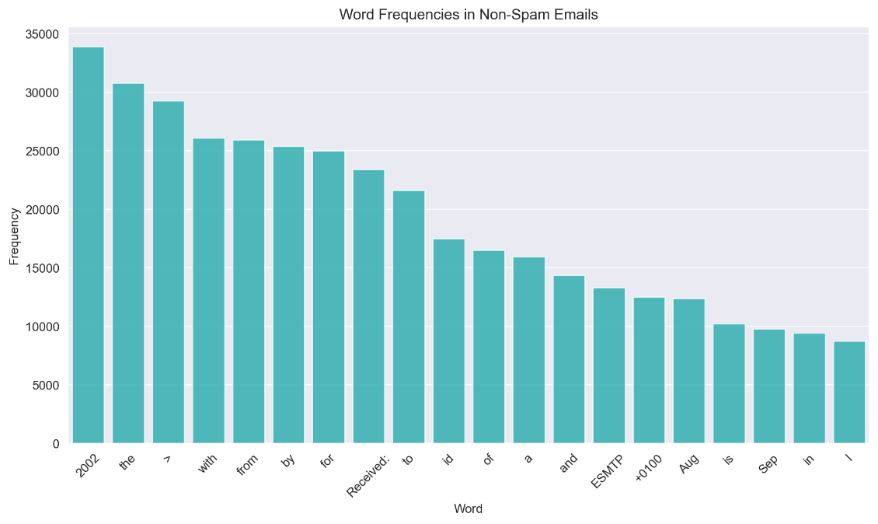 Word Frequencies in Non-Spam Emails
Frequency
35000
30000
25000
20000
15000
10000
5000
0
2002
the
>
with
from
by
for
Received:
to
id
of
a
and
ESMTP
+0100
Aug
is
Sep
in
I
Word